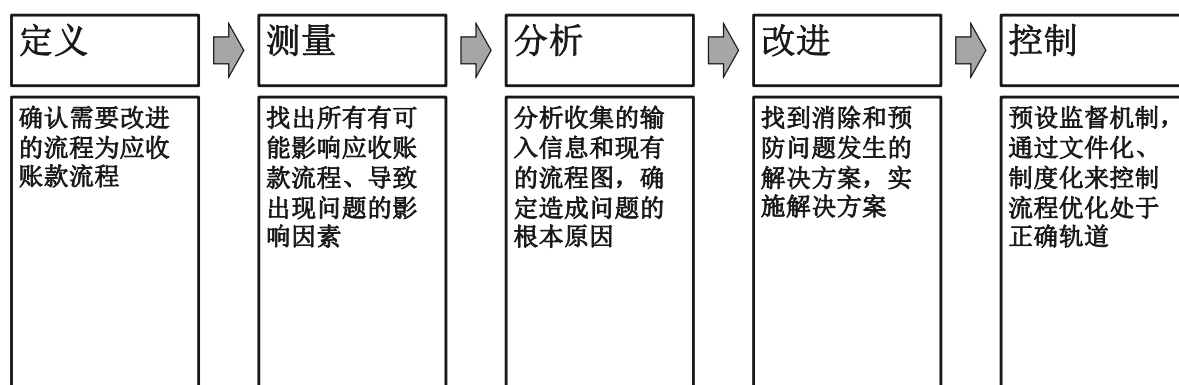 定义
确认需要改进
的流程为应收
账款流程
测量
找出所有有可
能影响应收账
款流程、导致
出现问题的影
响因素
分析
分析收集的输
入信息和现有
的流程图，确
定造成问题的
根本原因
改进
找到消除和预
防问题发生的
解决方案，实
施解决方案
控制
预设监督机制，
通过文件化、
制度化来控制
流程优化处于
正确轨道